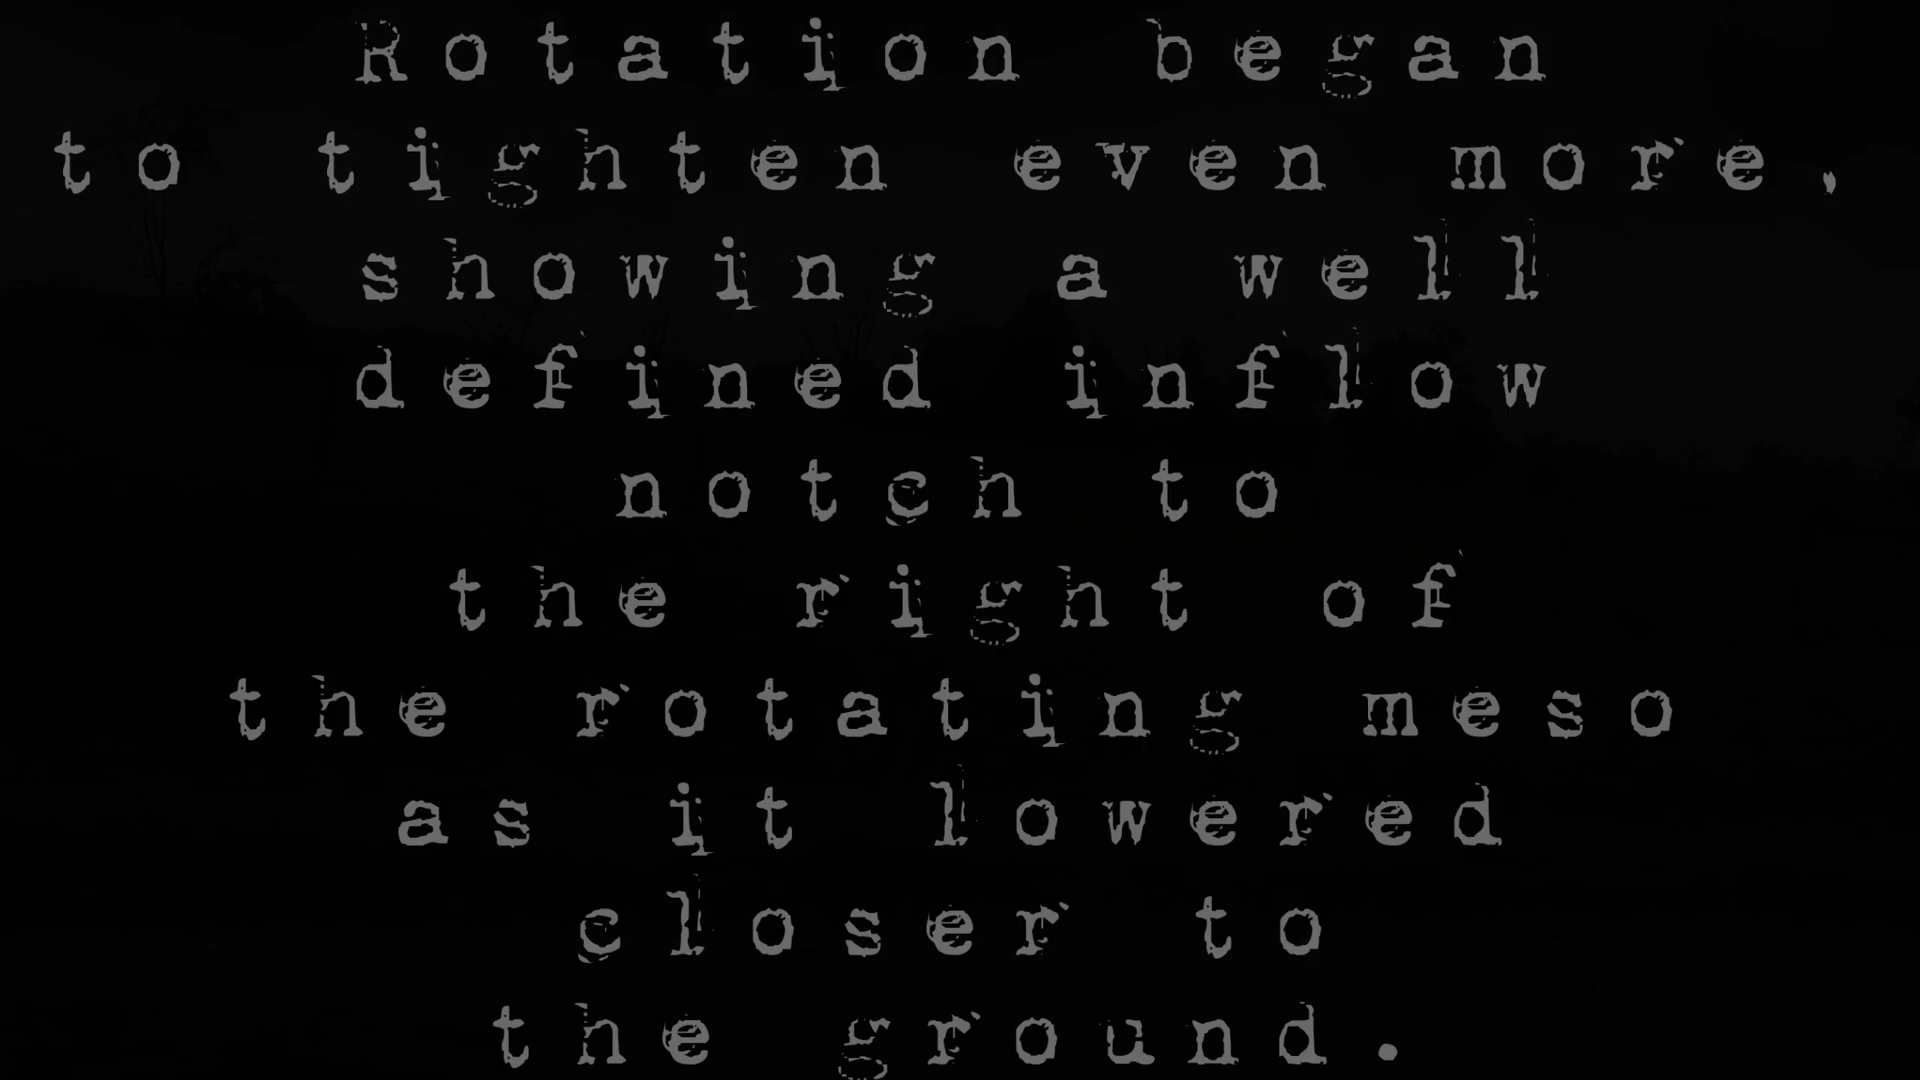 Rotation began
to tighten even more,
showing a well
defined inflow
notch to
the right of
the rotating meso
as it lowered
closer to
the ground.